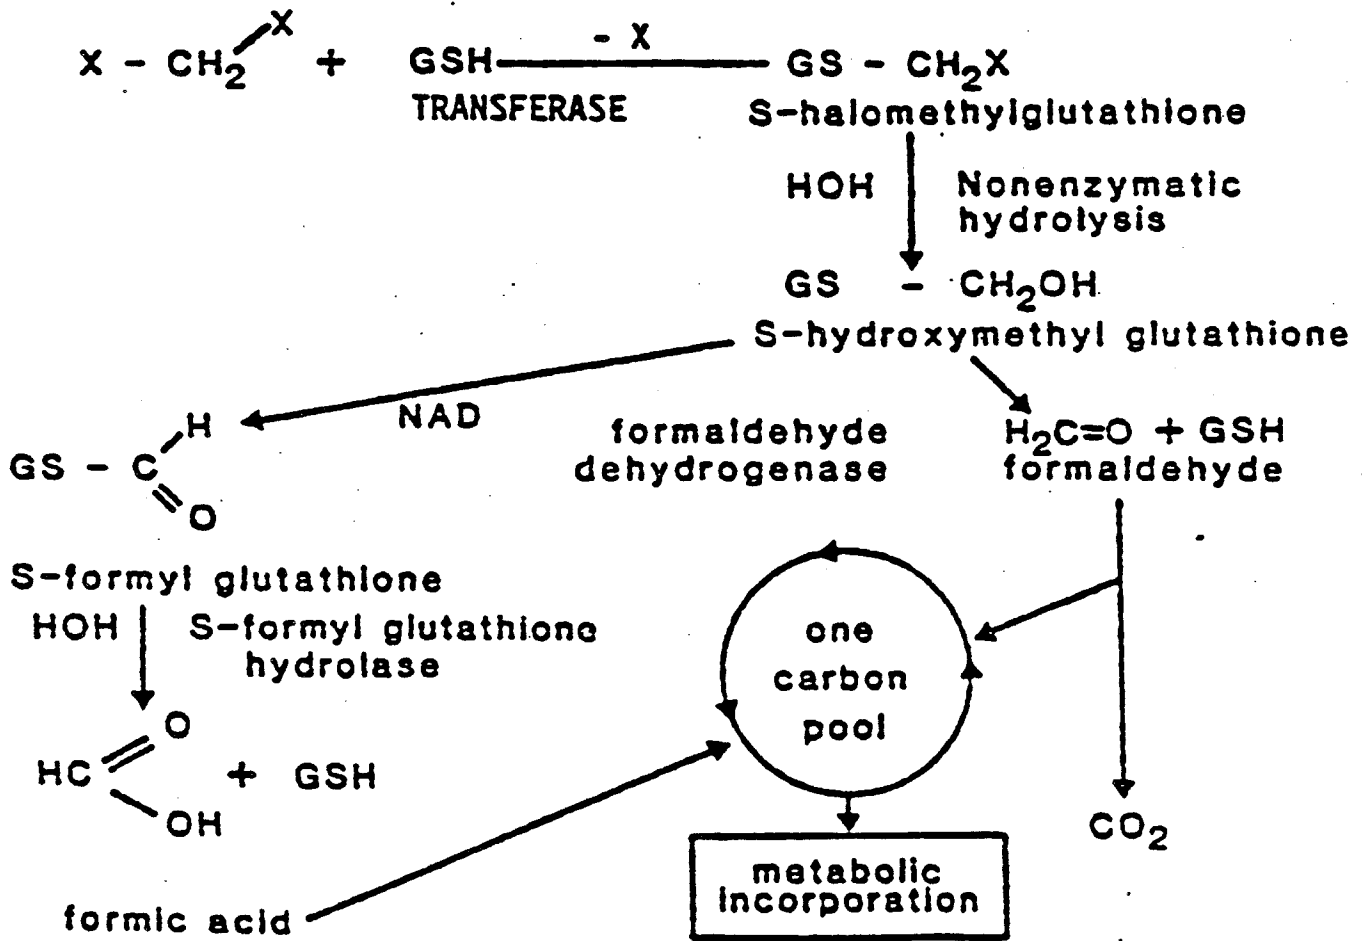 X - CH2 X + GSH - X GS - CH2X
TRANSFERASE
S-halomethylglutathione
HOH Nonenzymatic
hydrolysis
GS - CH2OH
S-hydroxymethyl glutathione
NAD
formaldehyde
dehydrogenase
H2C=O + GSH
formaldehyde
GS - C H
O
S-formyl glutathione
HOH S-formyl glutathione
hydrolase
HC O
OH + GSH
formic acid
one
carbon
pool
metabolic
incorporation
CO2